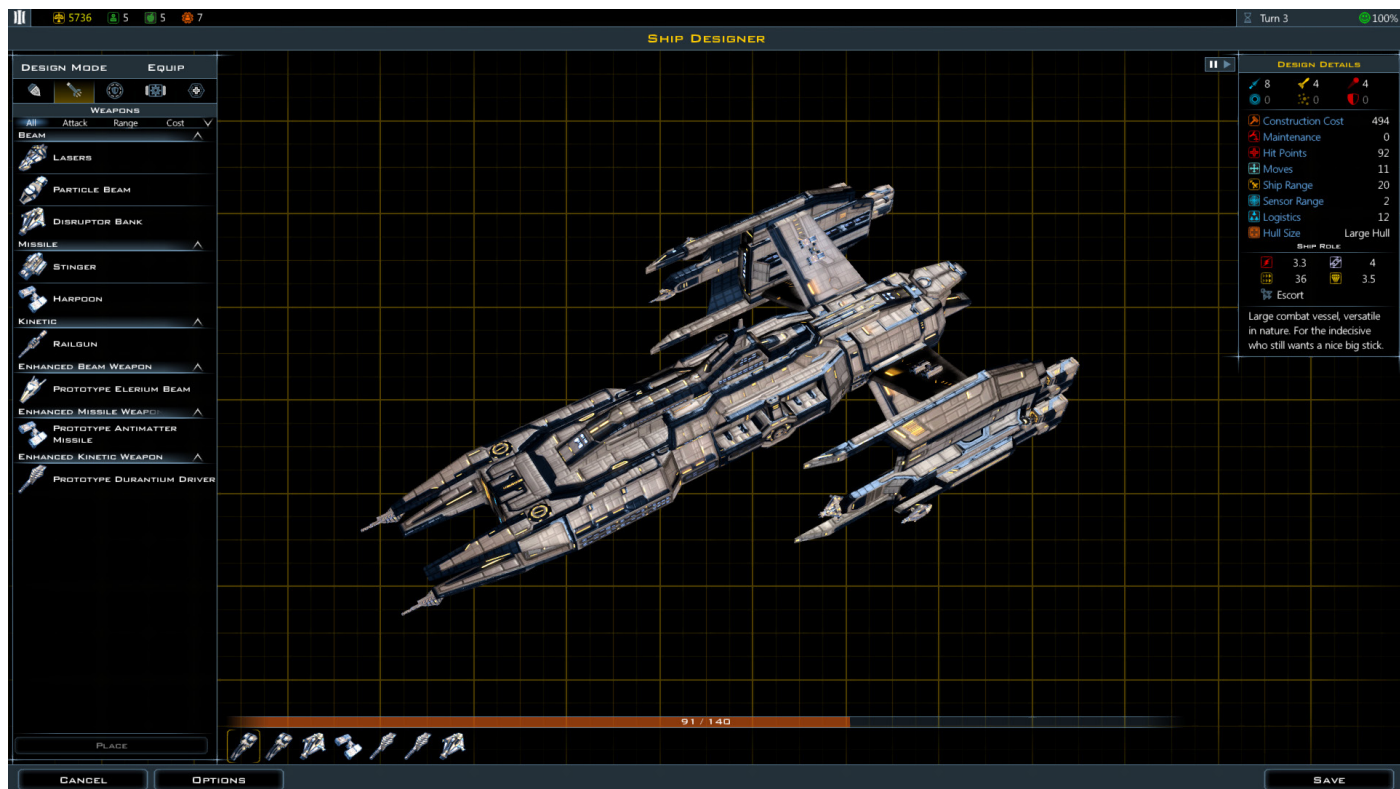 5736 5 5 7
Turn 3 100%
Ship Designer
Design Mode Equip
Weapons
All Attack Range Cost
Beam
Lasers
Particle Beam
Disruptor Bank
Missile
Stinger
Harpoon
Kinetic
Railgun
Enhanced Beam Weapon
Prototype Elerium Beam
Enhanced Missile Weapo
Prototype Antimatter
Missile
Enhanced Kinetic Weapon
Prototype Durantium Driver
Place
Cancel
Options
91 / 140
Design Details
8 4 4
0 0 0
Construction Cost 494
Maintenance 0
Hit Points 92
Moves 11
Ship Range 20
Sensor Range 2
Logistics 12
Hull Size Large Hull
Ship Role
3.3 4
36 3.5
Escort
Large combat vessel, versatile
in nature. For the indecisive
who still wants a nice big stick.
Save